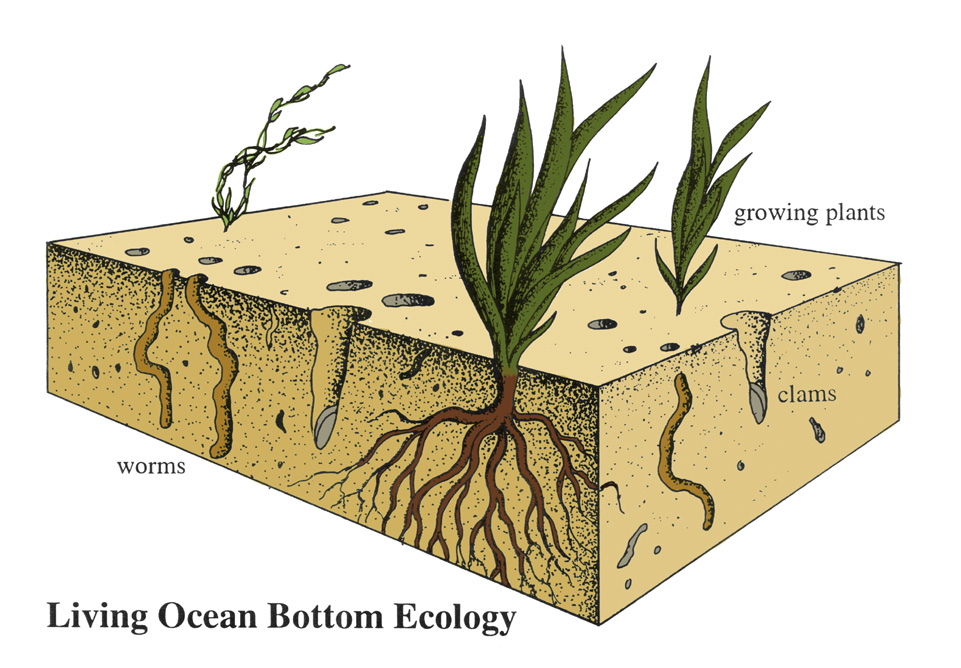 growing plants
clams
worms
Living Ocean Bottom Ecology